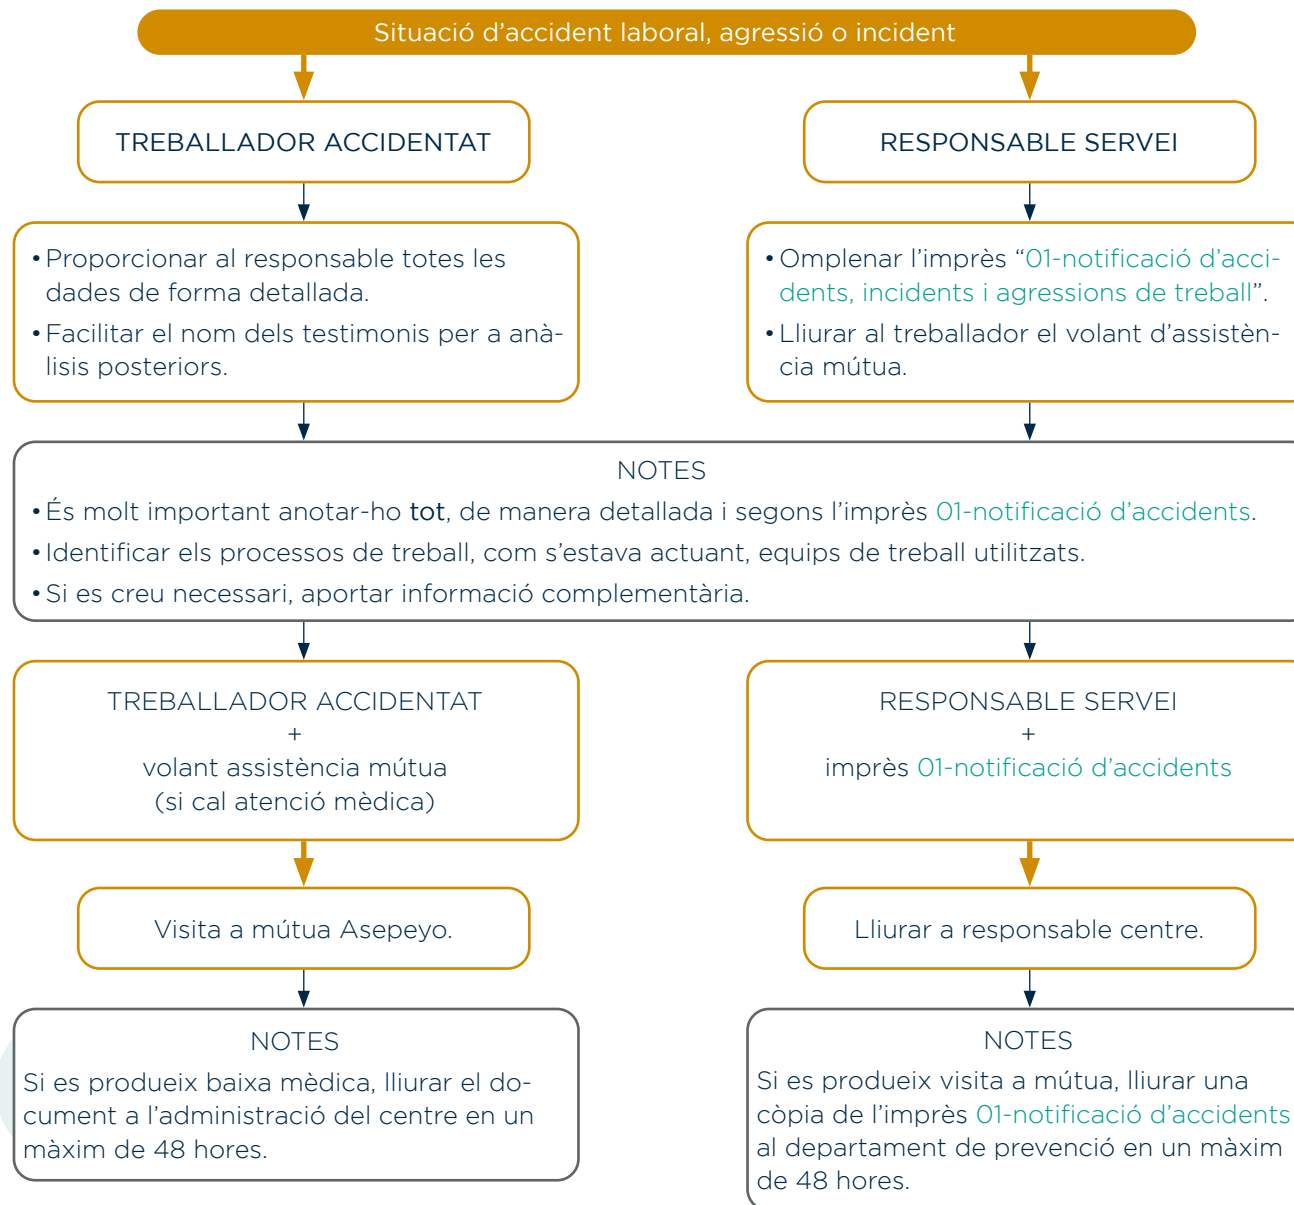 Situació d’accident laboral, agressió o incident
TREBALLADOR ACCIDENTAT
RESPONSABLE SERVEI
• Proporcionar al responsable totes les
dades de forma detallada.
• Facilitar el nom dels testimonis per a anà-
lisis posteriors.
• Omplenar l’imprès “01-notificació d’acci-
dents, incidents i agressions de treball”.
• Lliurar al treballador el volant d’assistèn-
cia mútua.
NOTES
• És molt important anotar-ho tot, de manera detallada i segons l’imprès 01-notificació d’accidents.
• Identificar els processos de treball, com s’estava actuant, equips de treball utilitzats.
• Si es creu necessari, aportar informació complementària.
TREBALLADOR ACCIDENTAT
+
volant assistència mútua
(si cal atenció mèdica)
RESPONSABLE SERVEI
+
imprès 01-notificació d’accidents
Visita a mútua Asepeyo.
Lliurar a responsable centre.
NOTES
Si es produeix baixa mèdica, lliurar el do-
cument a l’administració del centre en un
màxim de 48 hores.
NOTES
Si es produeix visita a mútua, lliurar una
còpia de l’imprès 01-notificació d’accidents
al departament de prevenció en un màxim
de 48 hores.